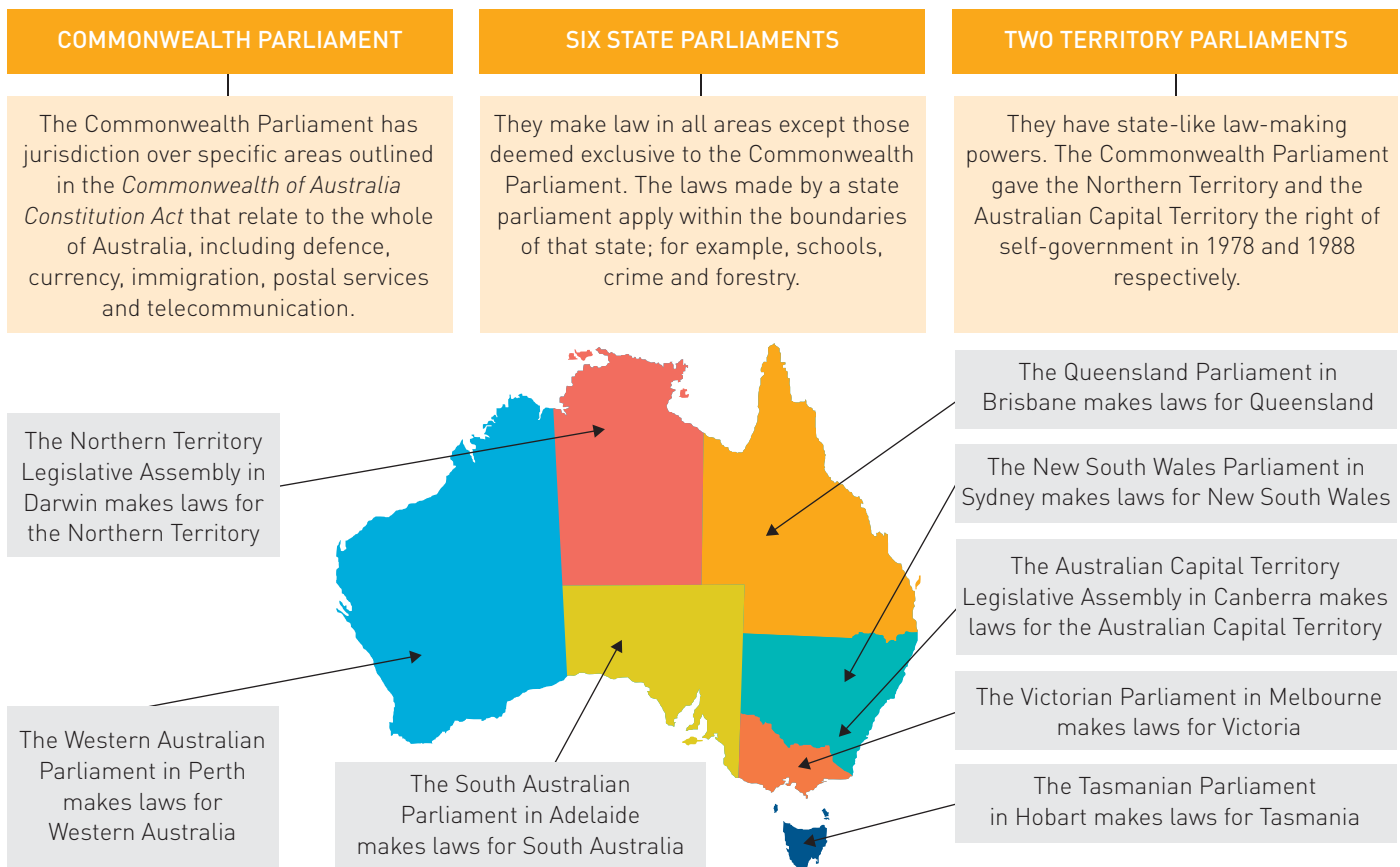 COMMONWEALTH PARLIAMENT
The Commonwealth Parliament has
jurisdiction over specific areas outlined
in the Commonwealth of Australia
Constitution Act that relate to the whole
of Australia, including defence,
currency, immigration, postal services
and telecommunication.
SIX STATE PARLIAMENTS
They make law in all areas except those
deemed exclusive to the Commonwealth
Parliament. The laws made by a state
parliament apply within the boundaries
of that state; for example, schools,
crime and forestry.
TWO TERRITORY PARLIAMENTS
They have state-like law-making
powers. The Commonwealth Parliament
gave the Northern Territory and the
Australian Capital Territory the right of
self-government in 1978 and 1988
respectively.
The Northern Territory
Legislative Assembly in
Darwin makes laws for
the Northern Territory
The Western Australian
Parliament in Perth
makes laws for
Western Australia
The South Australian
Parliament in Adelaide
makes laws for South Australia
The Queensland Parliament in
Brisbane makes laws for Queensland
The New South Wales Parliament in
Sydney makes laws for New South Wales
The Australian Capital Territory
Legislative Assembly in Canberra makes
laws for the Australian Capital Territory
The Victorian Parliament in Melbourne
makes laws for Victoria
The Tasmanian Parliament
in Hobart makes laws for Tasmania